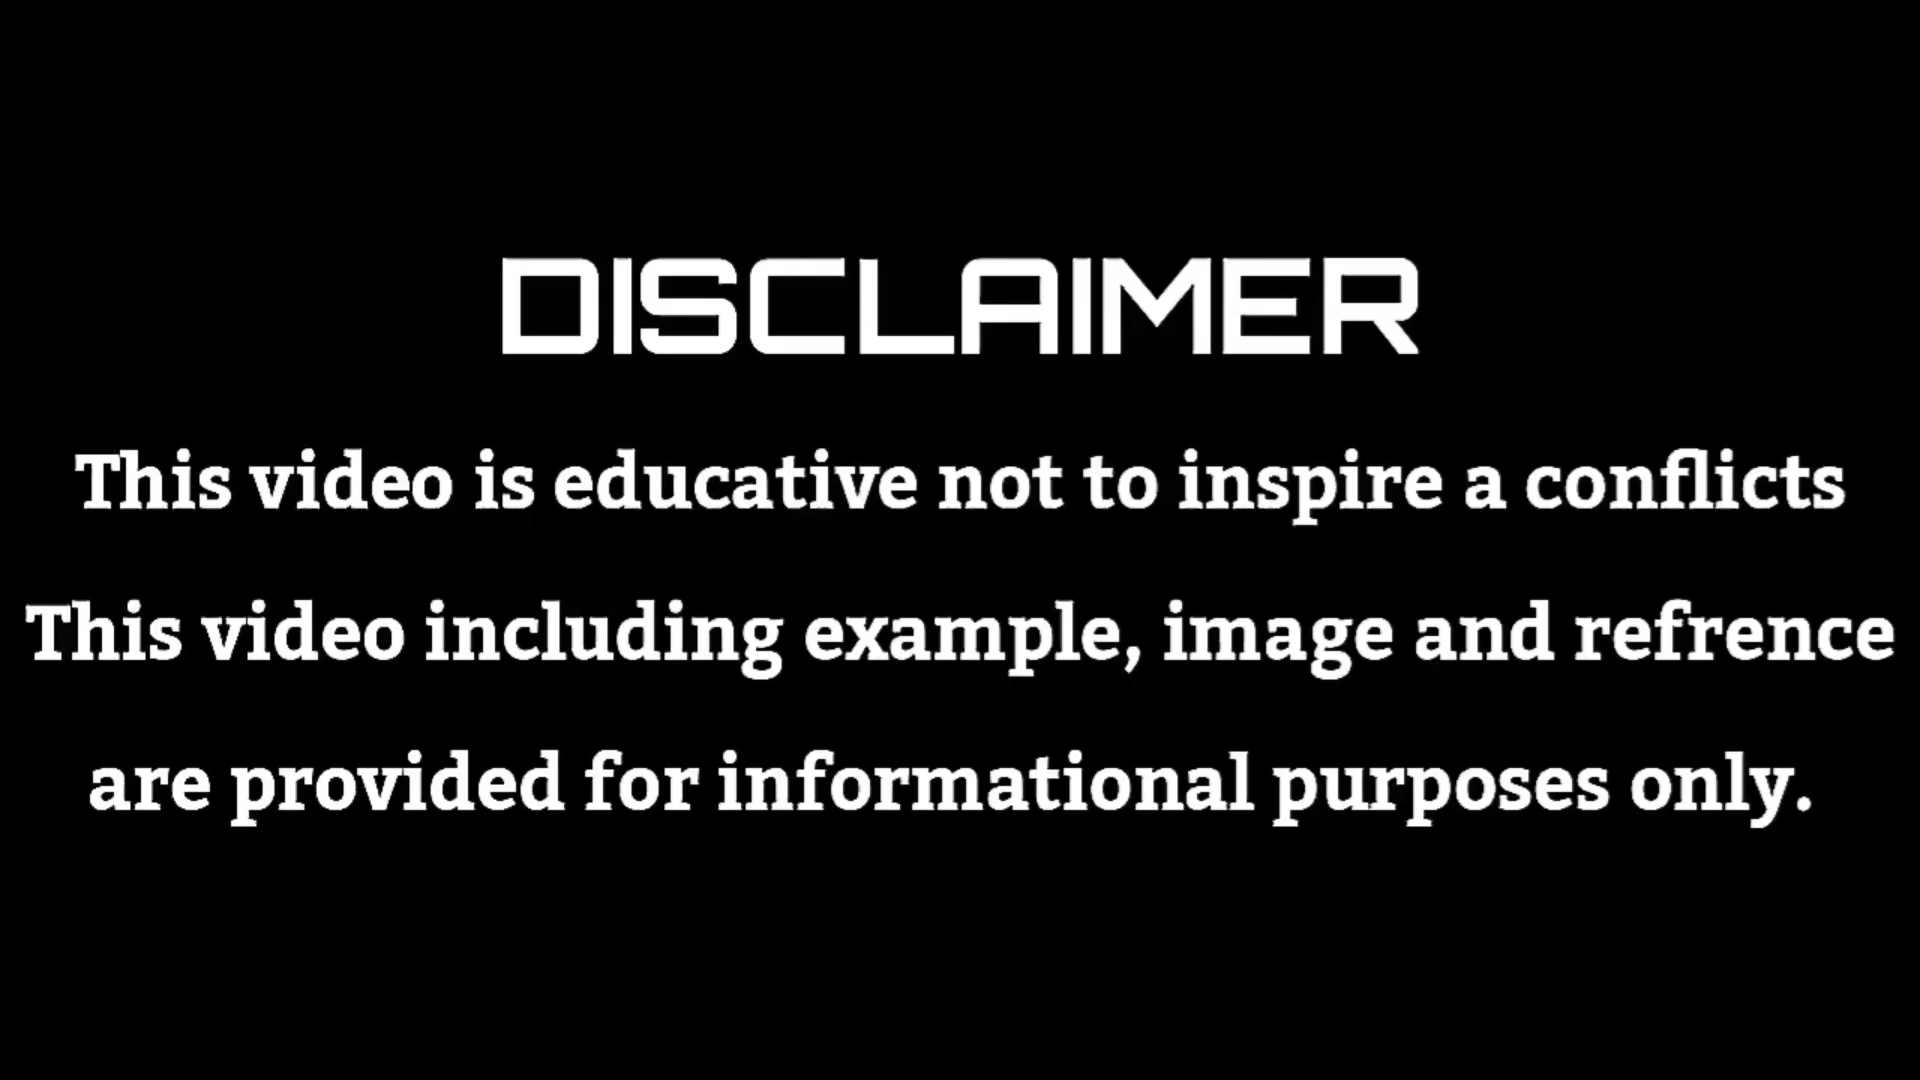 DISCLAIMER
This video is educative not to inspire a conflicts
This video including example, image and refrence
are provided for informational purposes only.